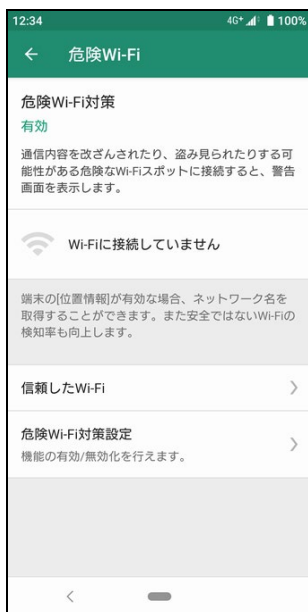 12:34
4G+ 100%
危険Wi-Fi
危険Wi-Fi対策
有効
通信内容を改ざんされたり、盗み見られたりする可
能性がある危険なWi-Fiスポットに接続すると、警告
画面を表示します。
Wi-Fiに接続していません
端末の[位置情報]が有効な場合、ネットワーク名を
取得することができます。また安全ではないWi-Fiの
検知率も向上します。
信頼したWi-Fi
危険Wi-Fi対策設定
機能の有効/無効化を行えます。